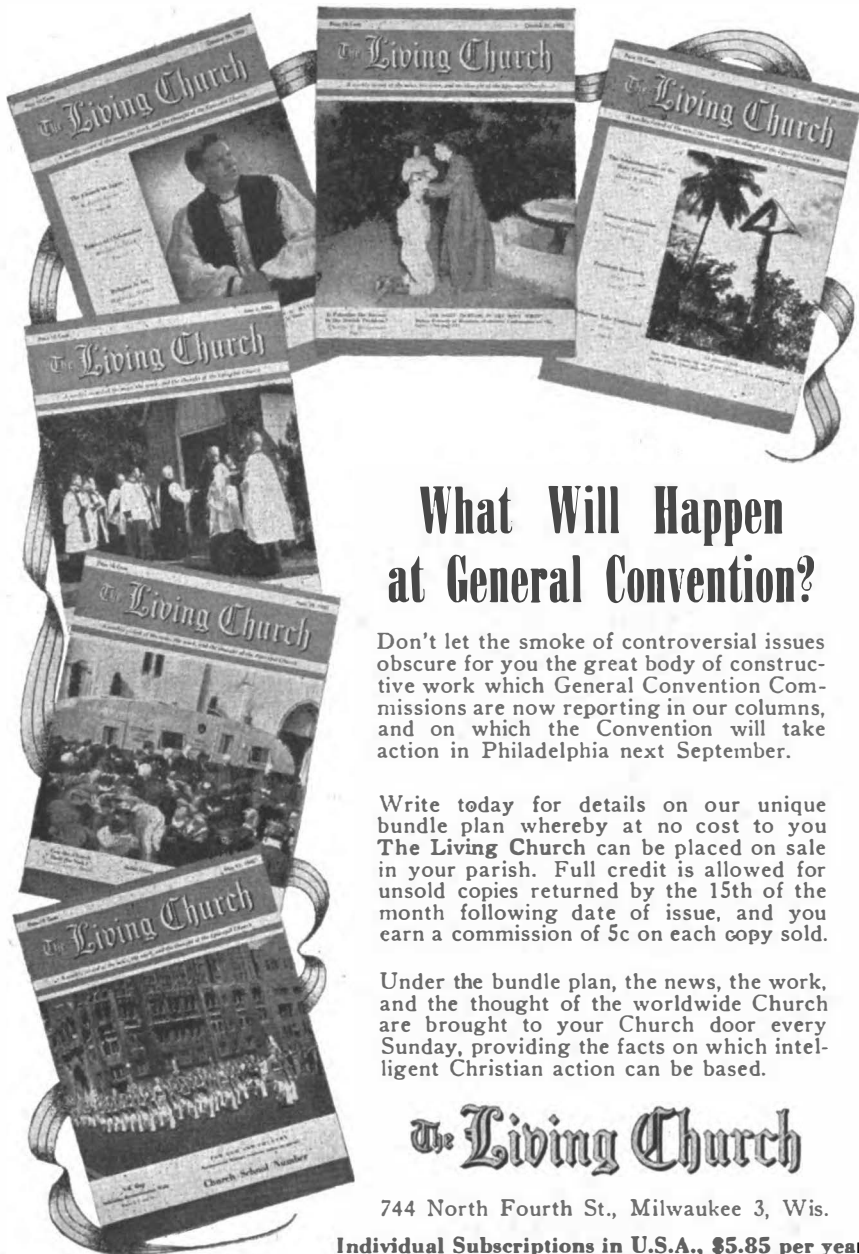 The Living Church
The Living Church
The Living Church
The Living Church
The Living Church
The Living Church
Church School Number
What Will Happen
at General Convention?
Don't let the smoke of controversial issues
obscure for you the great body of construc-
tive work which General Convention Com-
missions are now reporting in our columns,
and on which the Convention will take
action in Philadelphia next September.
Write today for details on our unique
bundle plan whereby at no cost to you
The Living Church can be placed on sale
in your parish. Full credit is allowed for
unsold copies returned by the 15th of the
month following date of issue, and you
earn a commission of 5c on each copy sold.
Under the bundle plan, the news, the work,
and the thought of the worldwide Church
are brought to your Church door every
Sunday, providing the facts on which intel-
ligent Christian action can be based.
The Living Church
744 North Fourth St., Milwaukee 3, Wis.
Individual Subscriptions in U.S.A., $5.85 per year